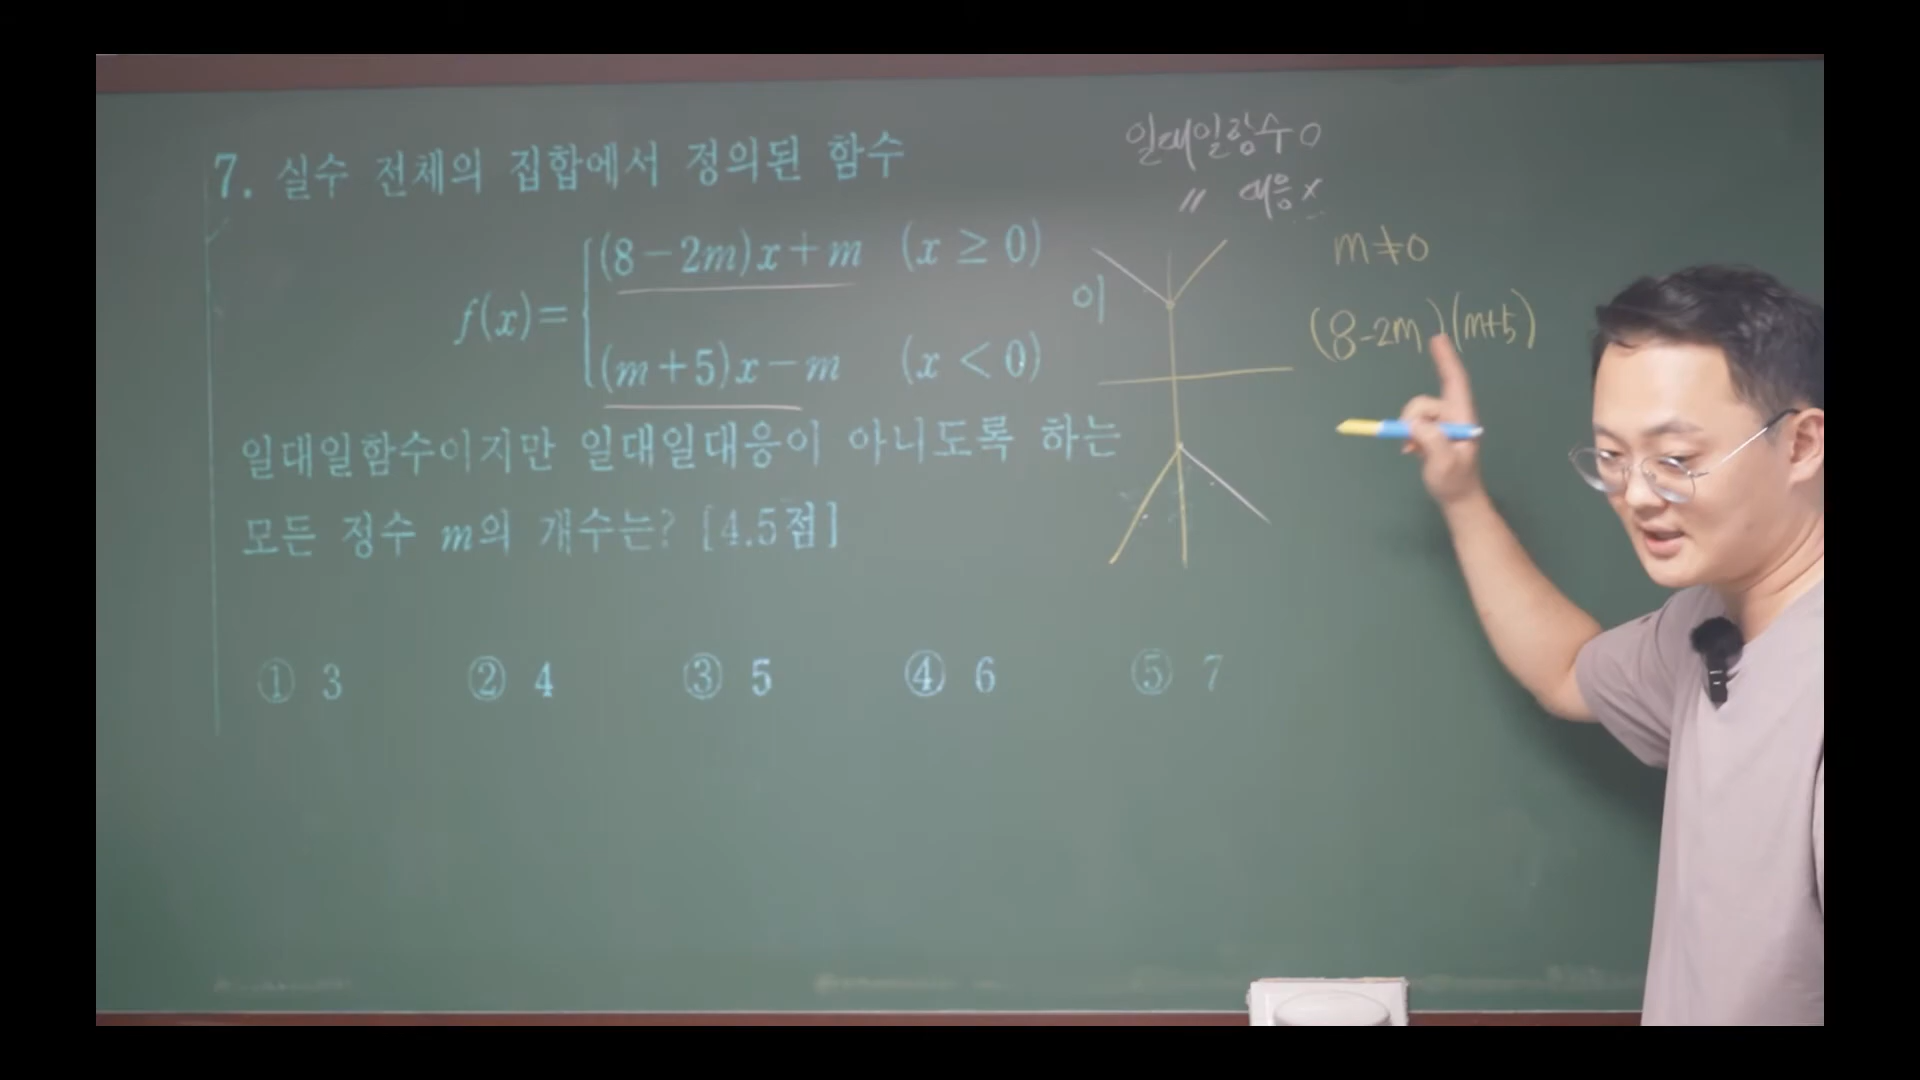 7. 실수 전체의 집합에서 정의된 함수
f(x)= { (8-2m)x+m (x ≥ 0)
(m+5)x-m (x < 0) 이
일대일함수이지만 일대일대응이 아니도록 하는
모든 정수 m의 개수는? [4.5점]
① 3 ② 4 ③ 5 ④ 6 ⑤ 7
일대일함수 O
〃 대응 X
m≠0
(8-2m)(m+5)